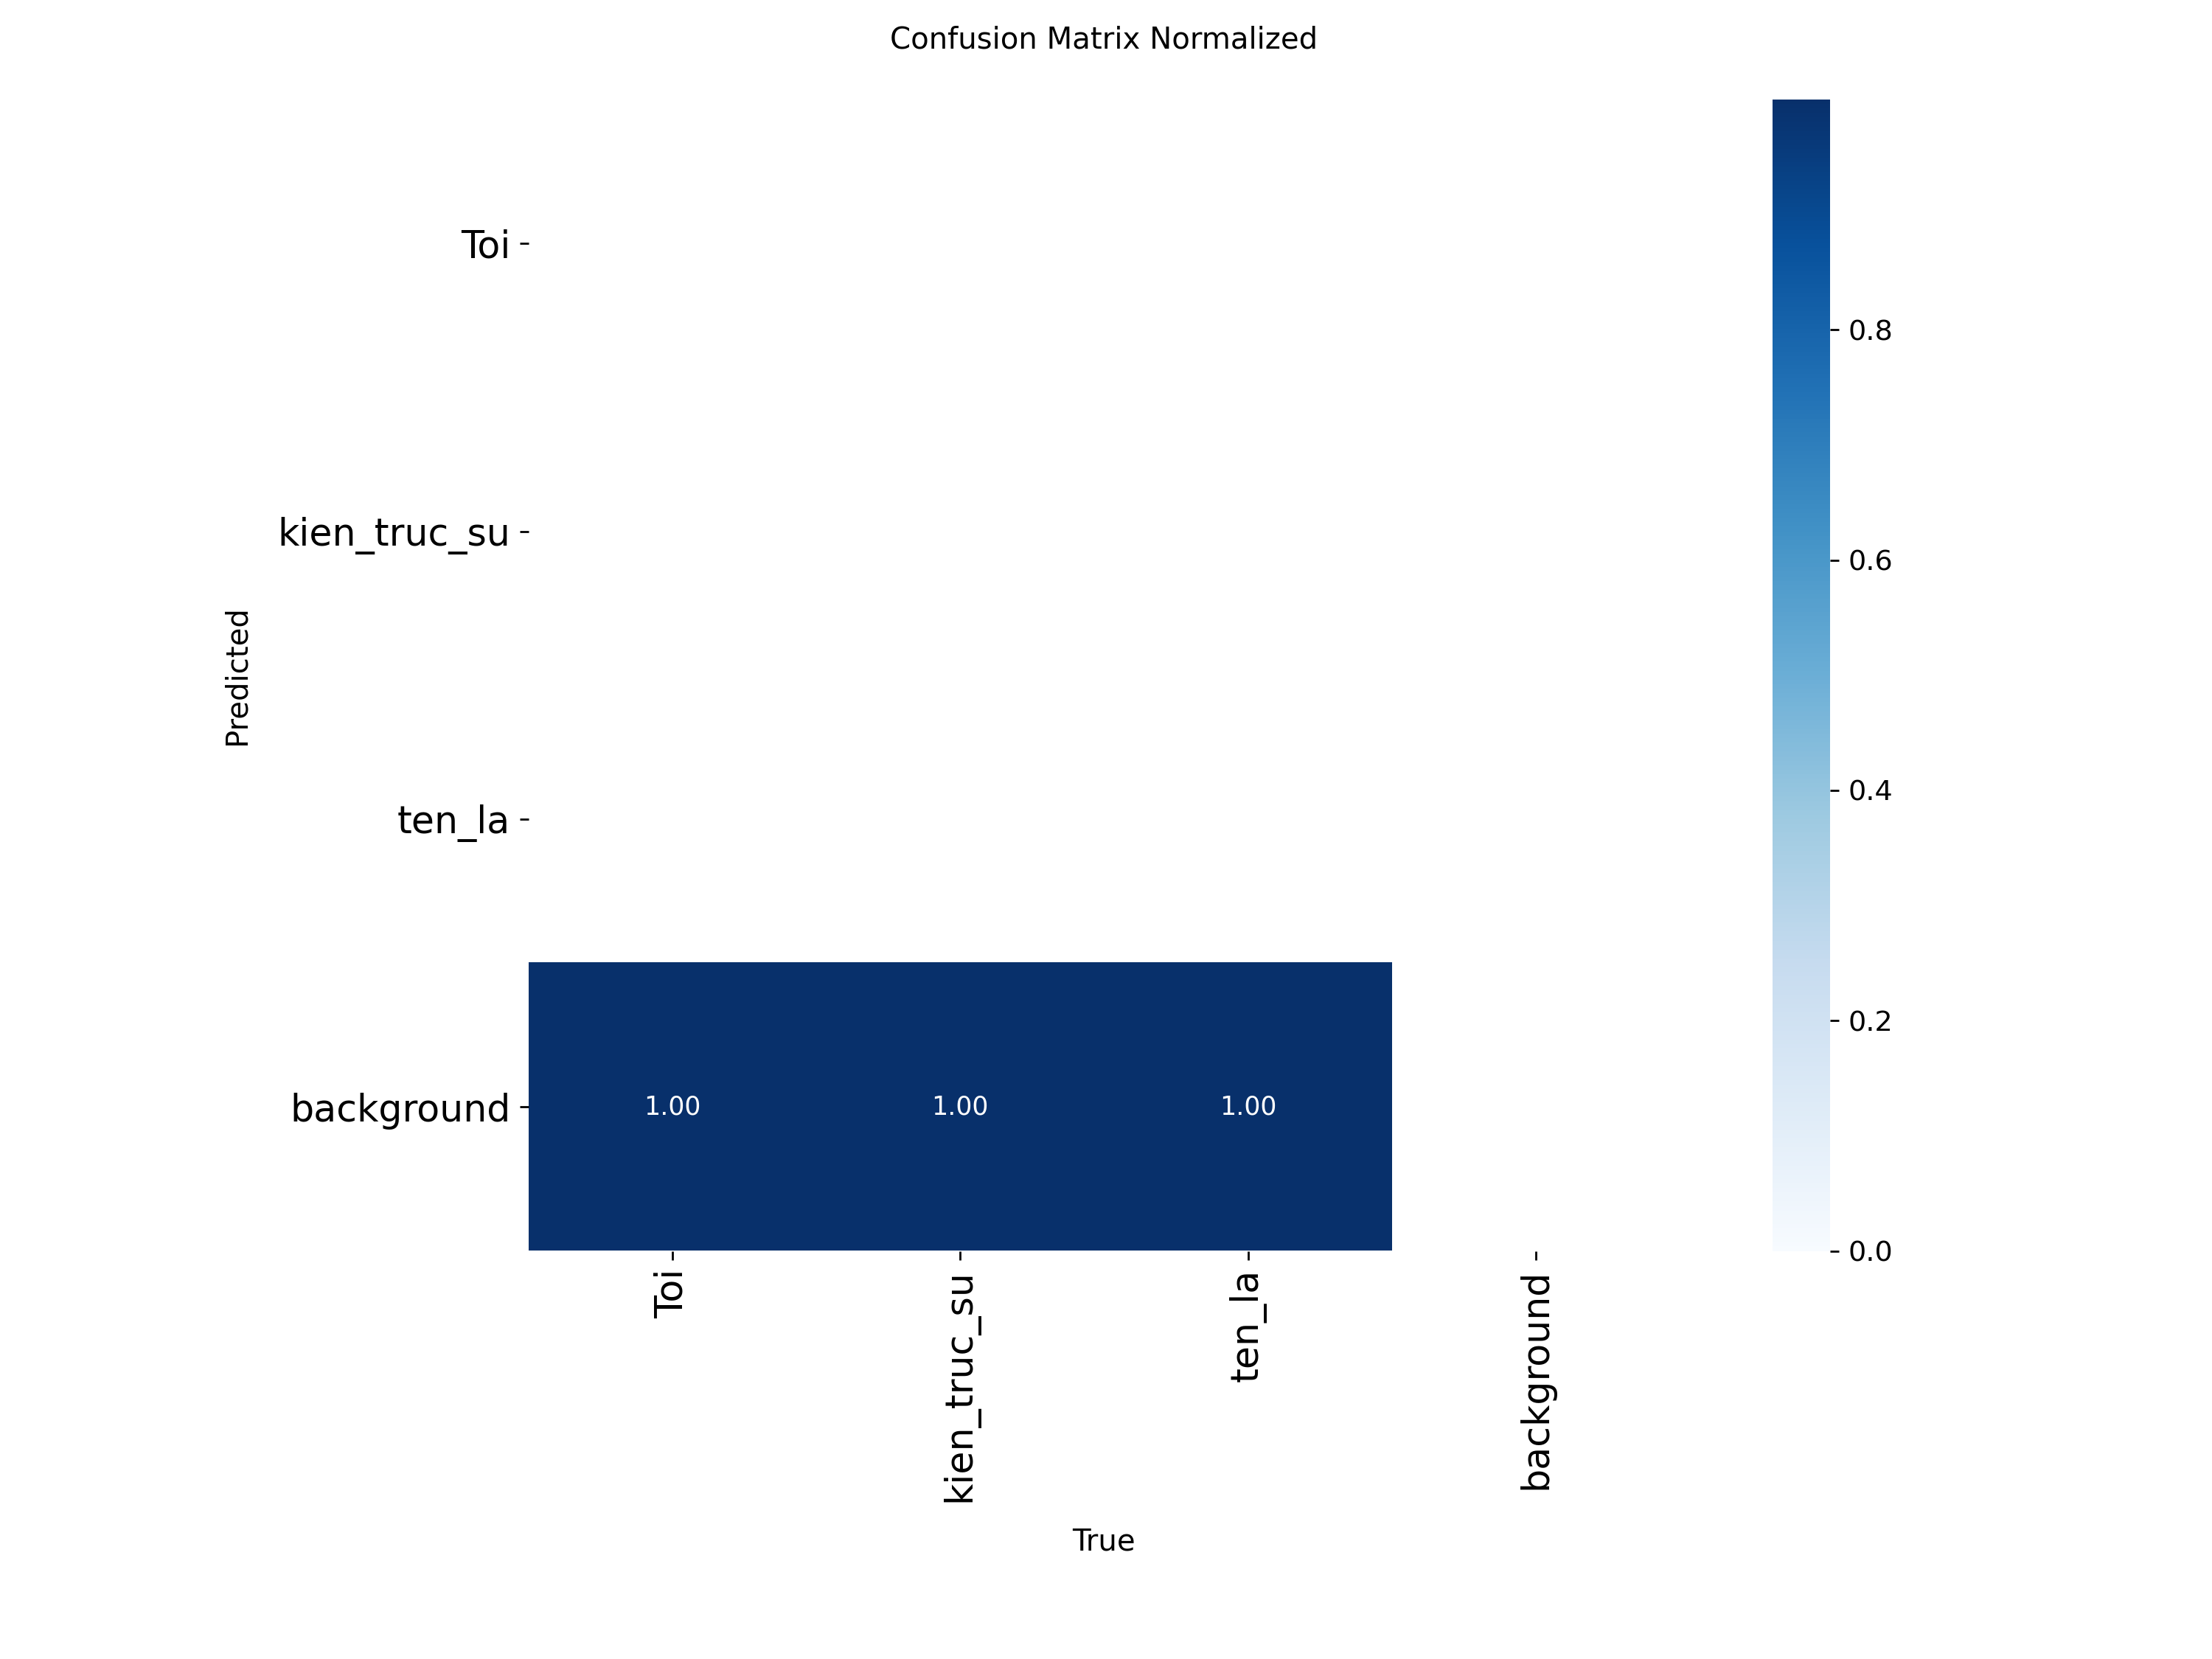 Confusion Matrix Normalized
Toi
kien_truc_su
ten_la
background
Predicted
1.00 1.00 1.00
Toi
kien_truc_su
ten_la
background
True
0.8
0.6
0.4
0.2
0.0